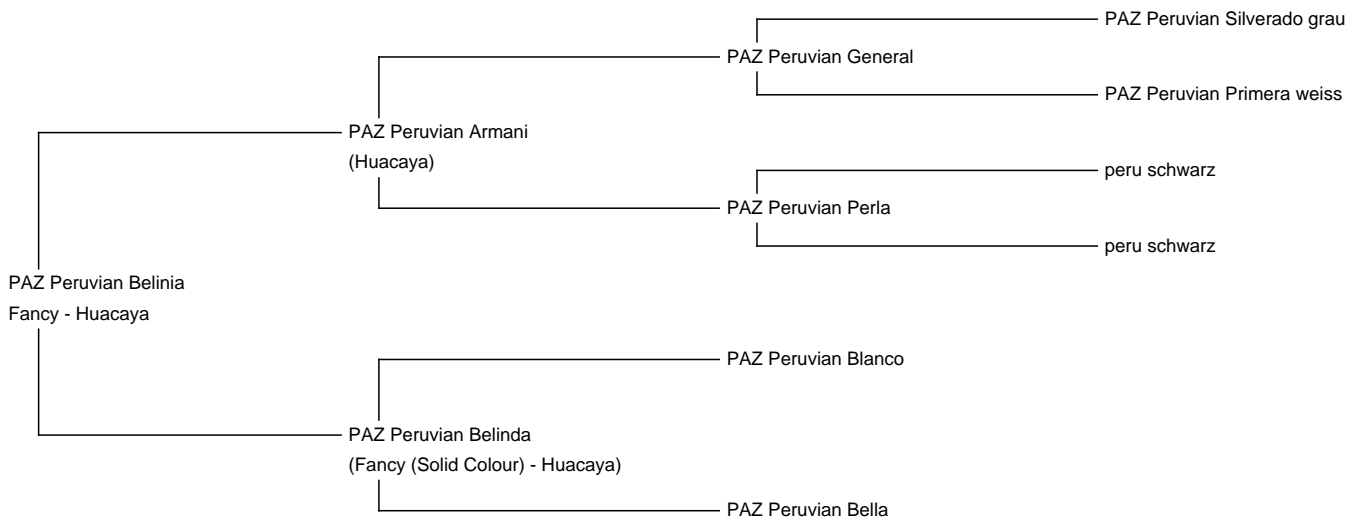 PAZ Peruvian Silverado grau
PAZ Peruvian General
PAZ Peruvian Primera weiss
PAZ Peruvian Armani
(Huacaya)
peru schwarz
PAZ Peruvian Perla
peru schwarz
PAZ Peruvian Belinia
Fancy - Huacaya
PAZ Peruvian Blanco
PAZ Peruvian Belinda
(Fancy (Solid Colour) - Huacaya)
PAZ Peruvian Bella